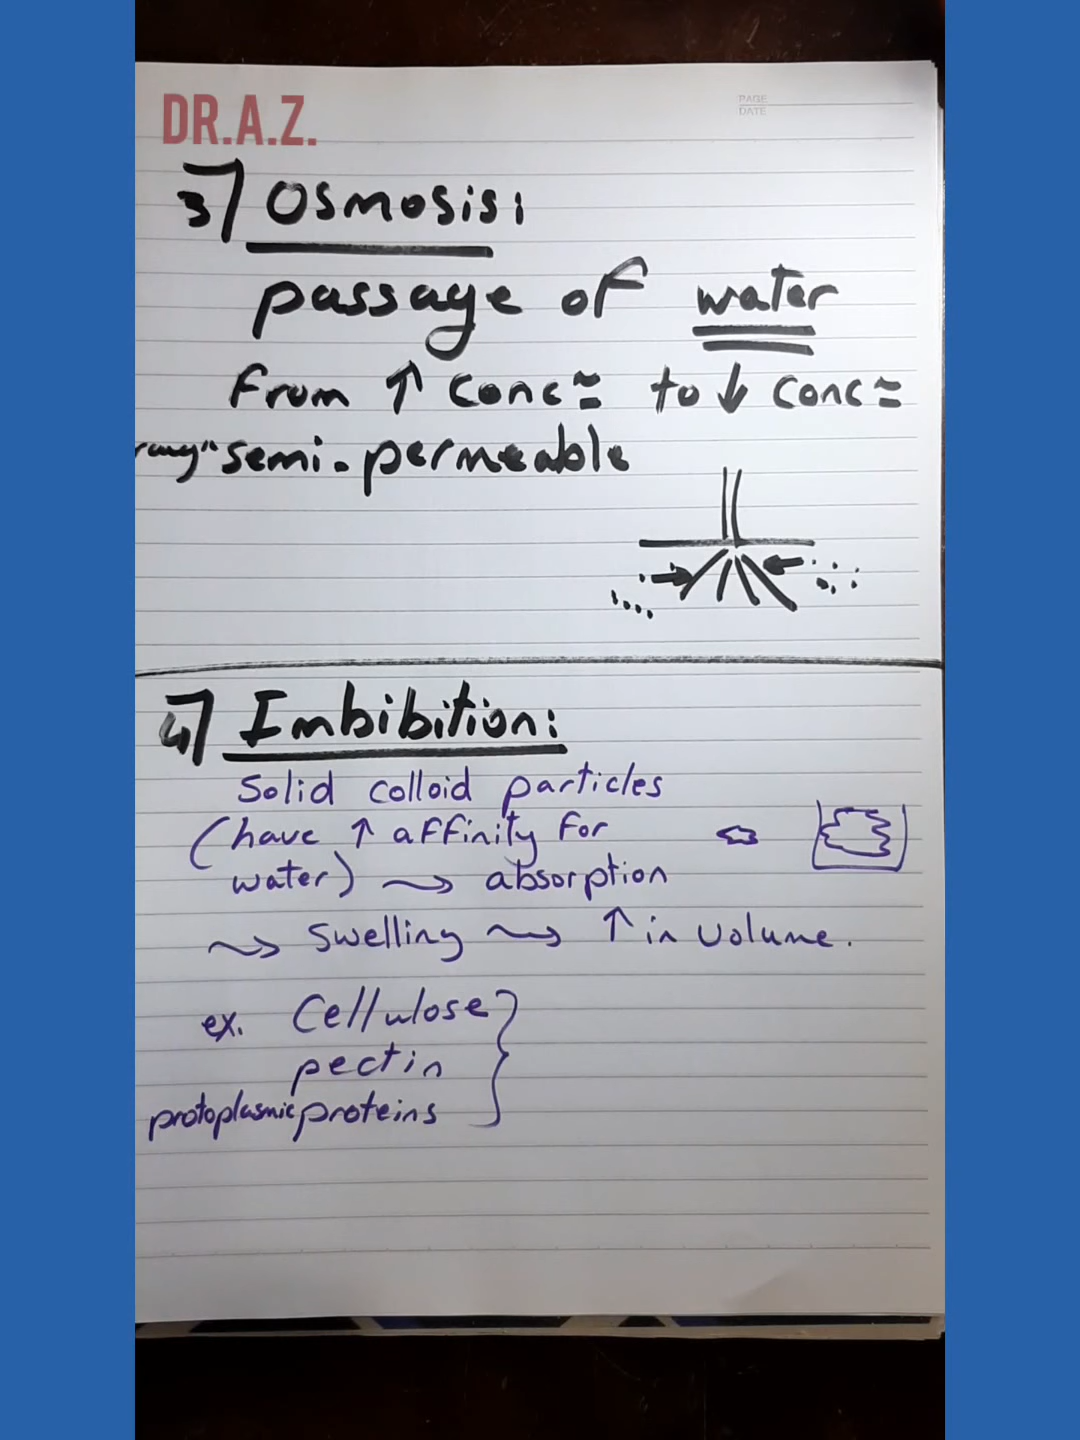 DR.A.Z.
PAGE
DATE
3] Osmosis:
passage of water
From ↑ Conc≃ to ↓ Conc≃
semi-permeable
4] Imbibition:
Solid colloid particles
(have ↑ affinity for
water) ⇝ absorption
⇝ swelling ⇝ ↑ in volume.
ex. Cellulose
pectin
protoplasmic proteins